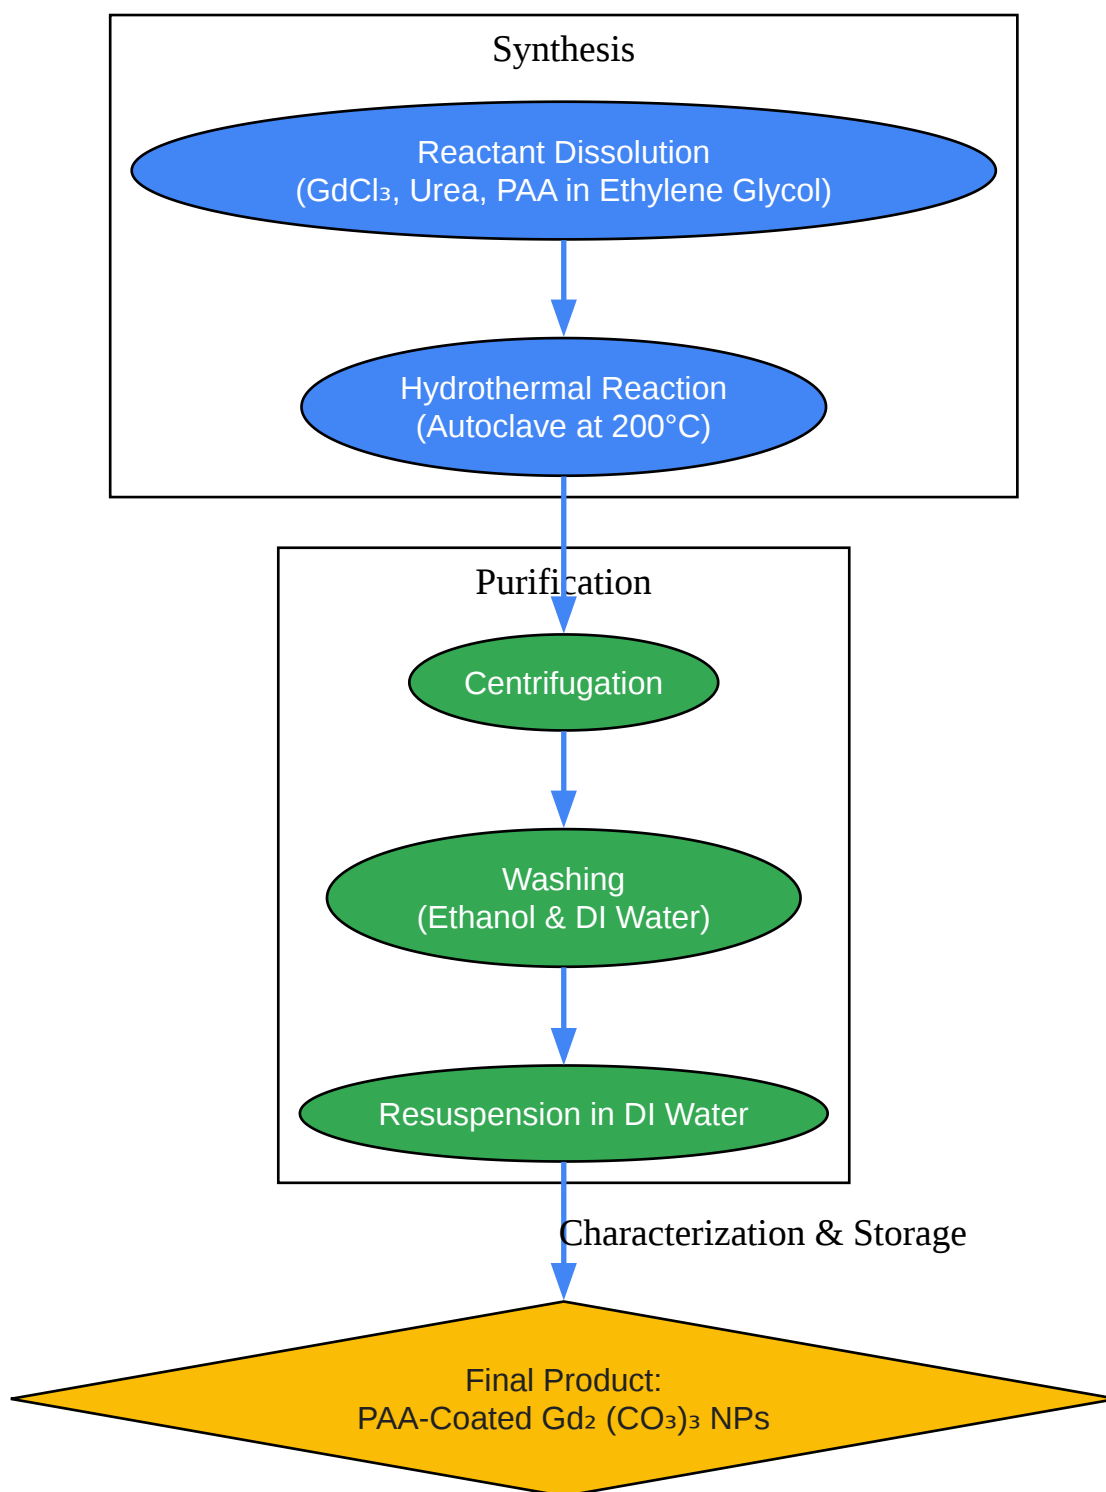 Synthesis
Reactant Dissolution
(GdCl₃, Urea, PAA in Ethylene Glycol)
Hydrothermal Reaction
(Autoclave at 200°C)
Purification
Centrifugation
Washing
(Ethanol & DI Water)
Resuspension in DI Water
Characterization & Storage
Final Product:
PAA-Coated Gd₂ (CO₃)₃ NPs